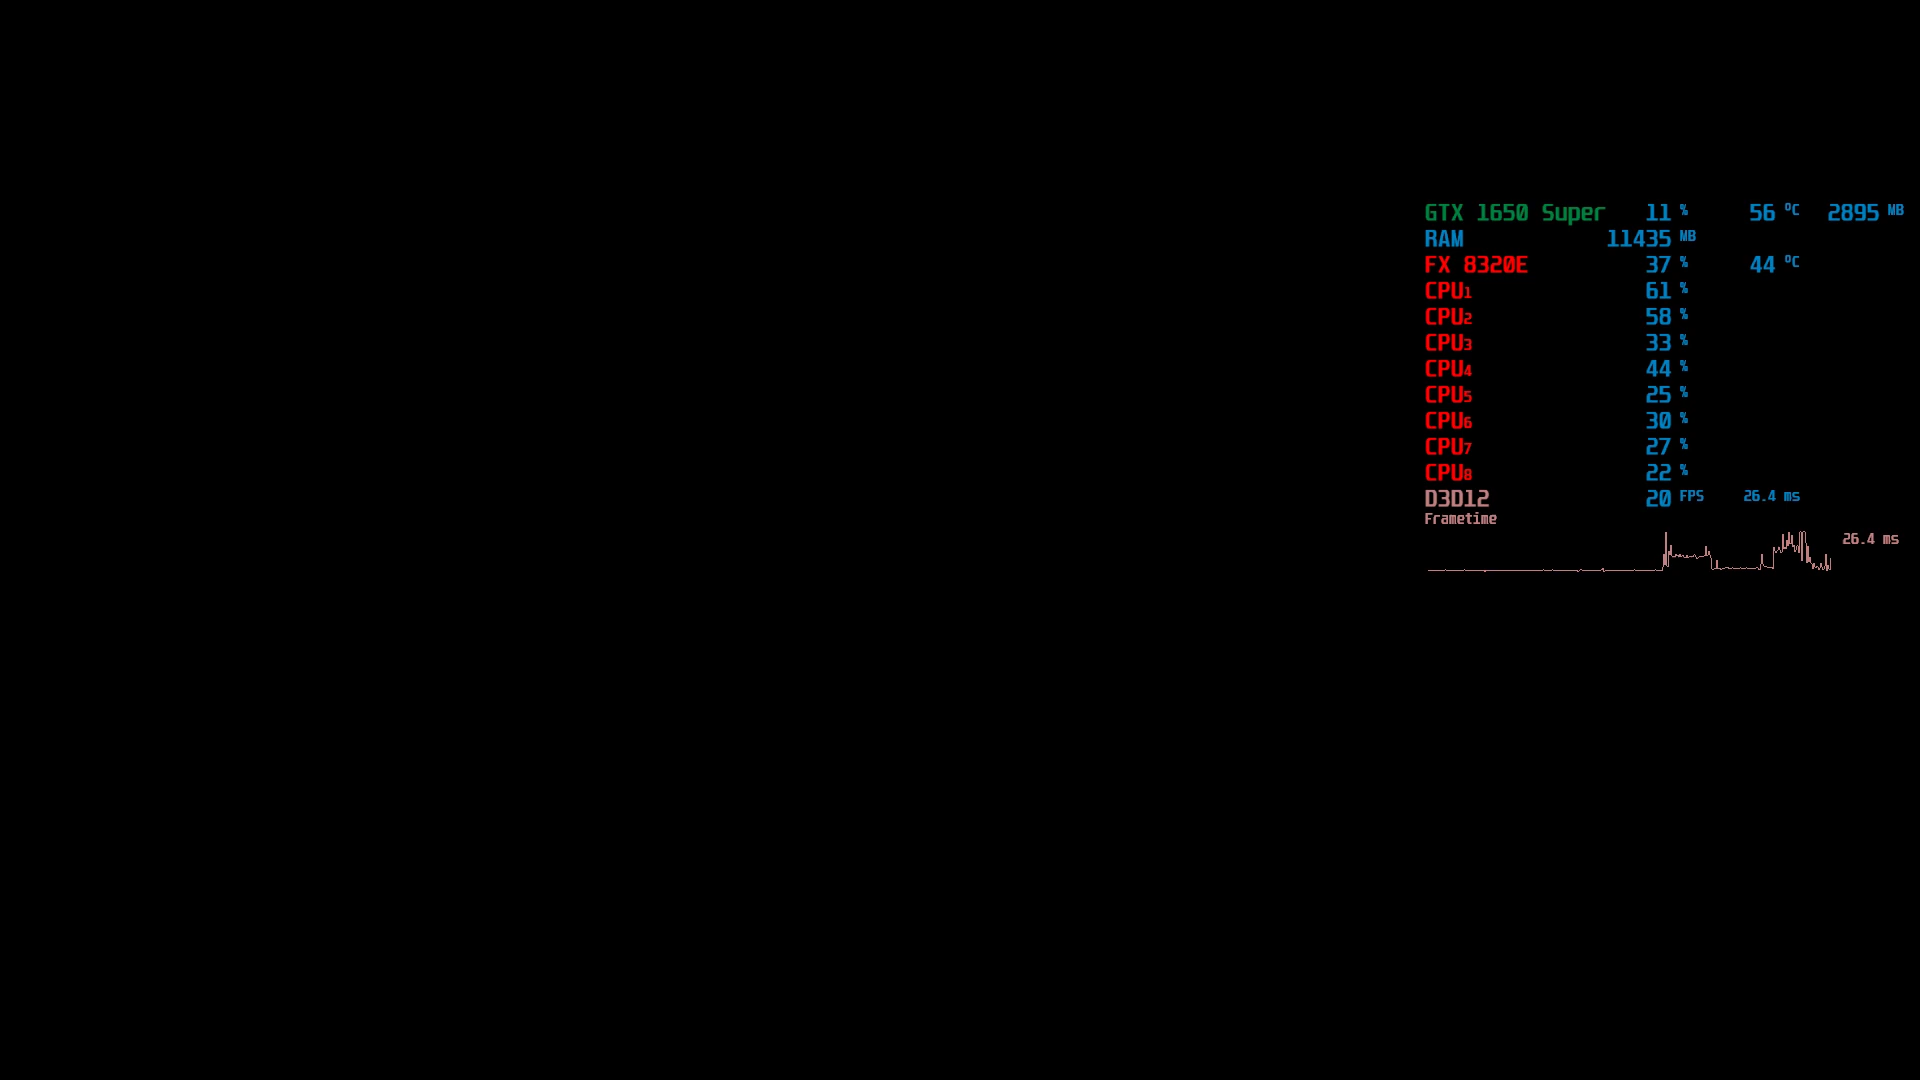 GTX 1650 Super 11 % 56 °C 2895 MB
RAM 11435 MB
FX 8320E 37 % 44 °C
CPU1 61 %
CPU2 58 %
CPU3 33 %
CPU4 44 %
CPU5 25 %
CPU6 30 %
CPU7 27 %
CPU8 22 %
D3D12 20 FPS 26.4 ms
Frametime
26.4 ms